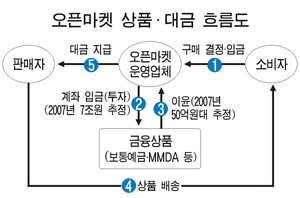 오픈마켓 상품·대금 흐름도
판매자
대금 지급
5
오픈마켓
운영업체
구매 결정·입금
1
소비자
계좌 입금(투자)
(2007년 7조원 추정)
2
3
이윤(2007년
50억원대 추정)
금융상품
(보통예금·MMDA 등)
4 상품 배송